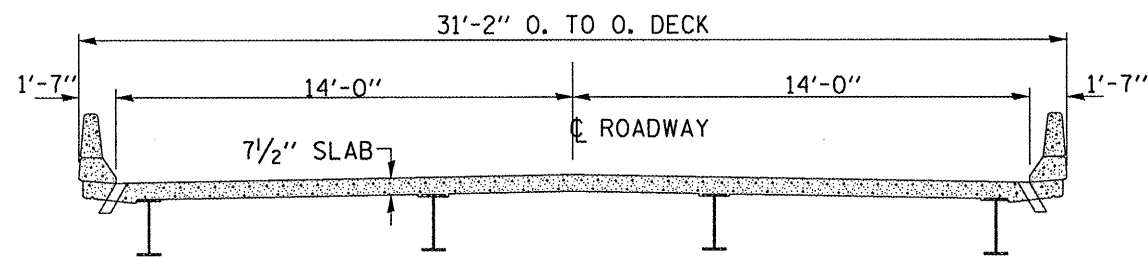 31'-2" O. TO O. DECK
1'-7" 14'-0" 14'-0" 1'-7"
℄ ROADWAY
7½" SLAB